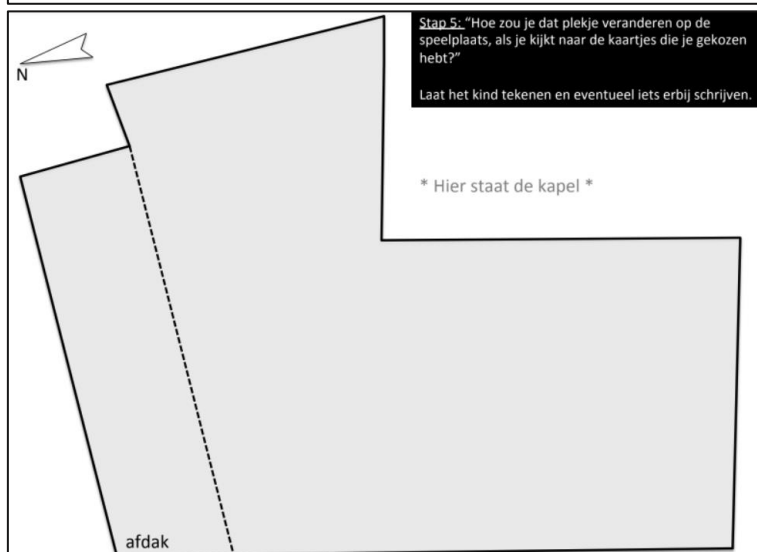 Stap 5: “Hoe zou je dat plekje veranderen op de
speelplaats, als je kijkt naar de kaartjes die je gekozen
hebt?”
Laat het kind tekenen en eventueel iets erbij schrijven.
N
* Hier staat de kapel *
afdak